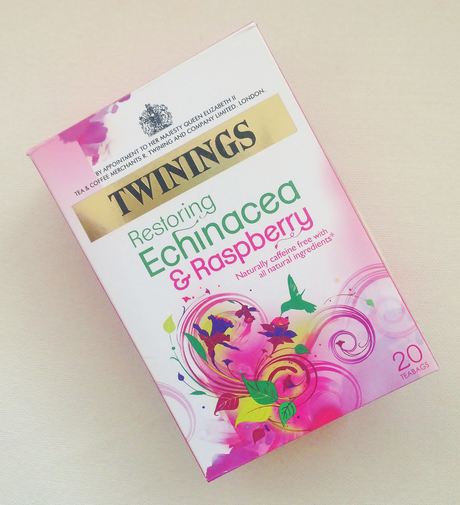 BY APPOINTMENT TO HER MAJESTY QUEEN ELIZABETH II
TEA & COFFEE MERCHANTS R. TWINING AND COMPANY LIMITED, LONDON.
TWININGS
Restoring
Echinacea
& Raspberry
Naturally caffeine free with
all natural ingredients*
20
TEABAGS